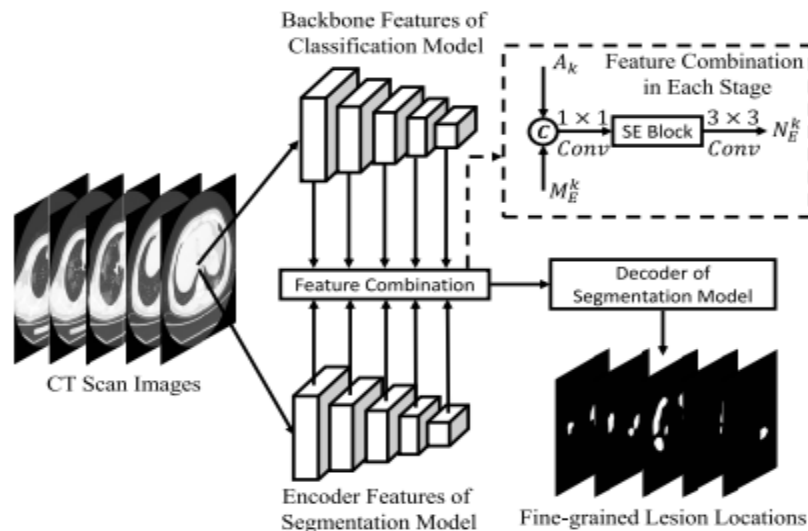 Backbone Features of
Classification Model
A_k
Feature Combination
in Each Stage
C
1 × 1
Conv
SE Block
3 × 3
Conv
N_E^k
M_E^k
Feature Combination
Decoder of
Segmentation Model
CT Scan Images
Encoder Features of
Segmentation Model
Fine-grained Lesion Locations